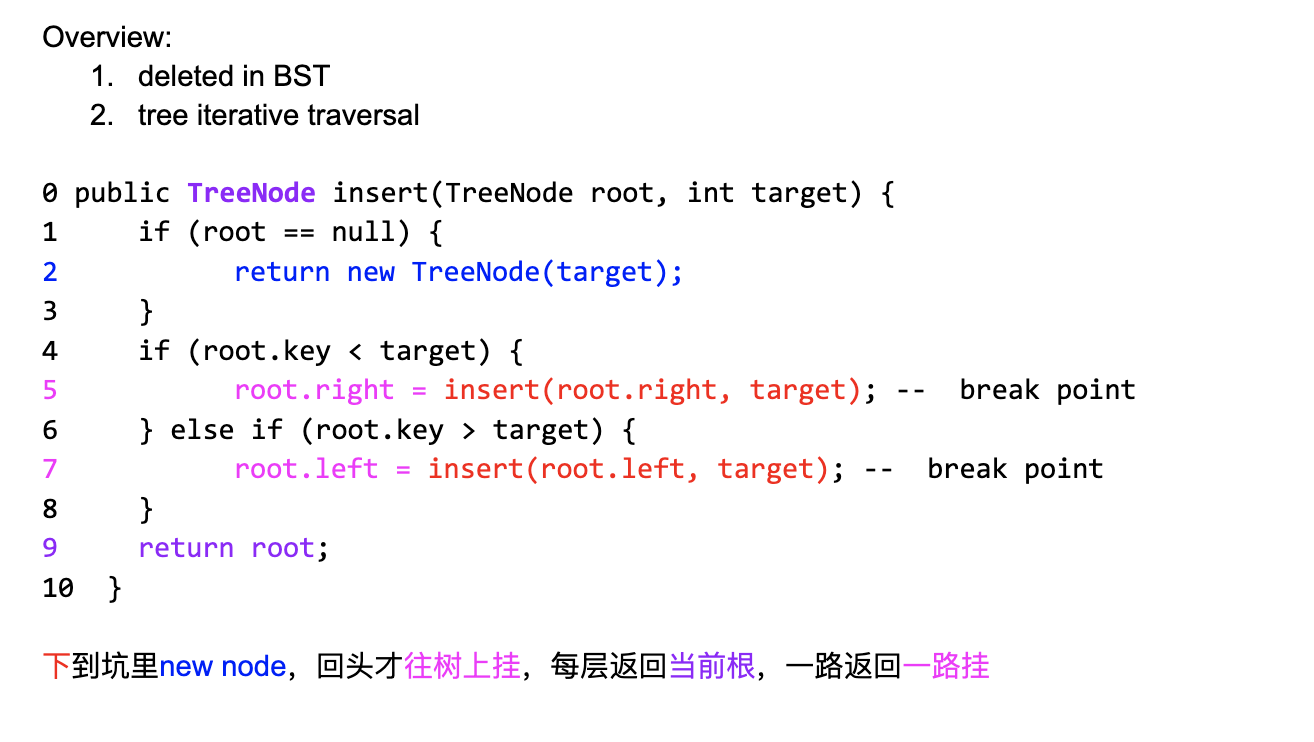 Overview:
1. deleted in BST
2. tree iterative traversal
0 public TreeNode insert(TreeNode root, int target) {
1     if (root == null) {
2           return new TreeNode(target);
3     }
4     if (root.key < target) {
5           root.right = insert(root.right, target); --  break point
6     } else if (root.key > target) {
7           root.left = insert(root.left, target); --  break point
8     }
9     return root;
10  }
下到坑里new node，回头才往树上挂，每层返回当前根，一路返回一路挂